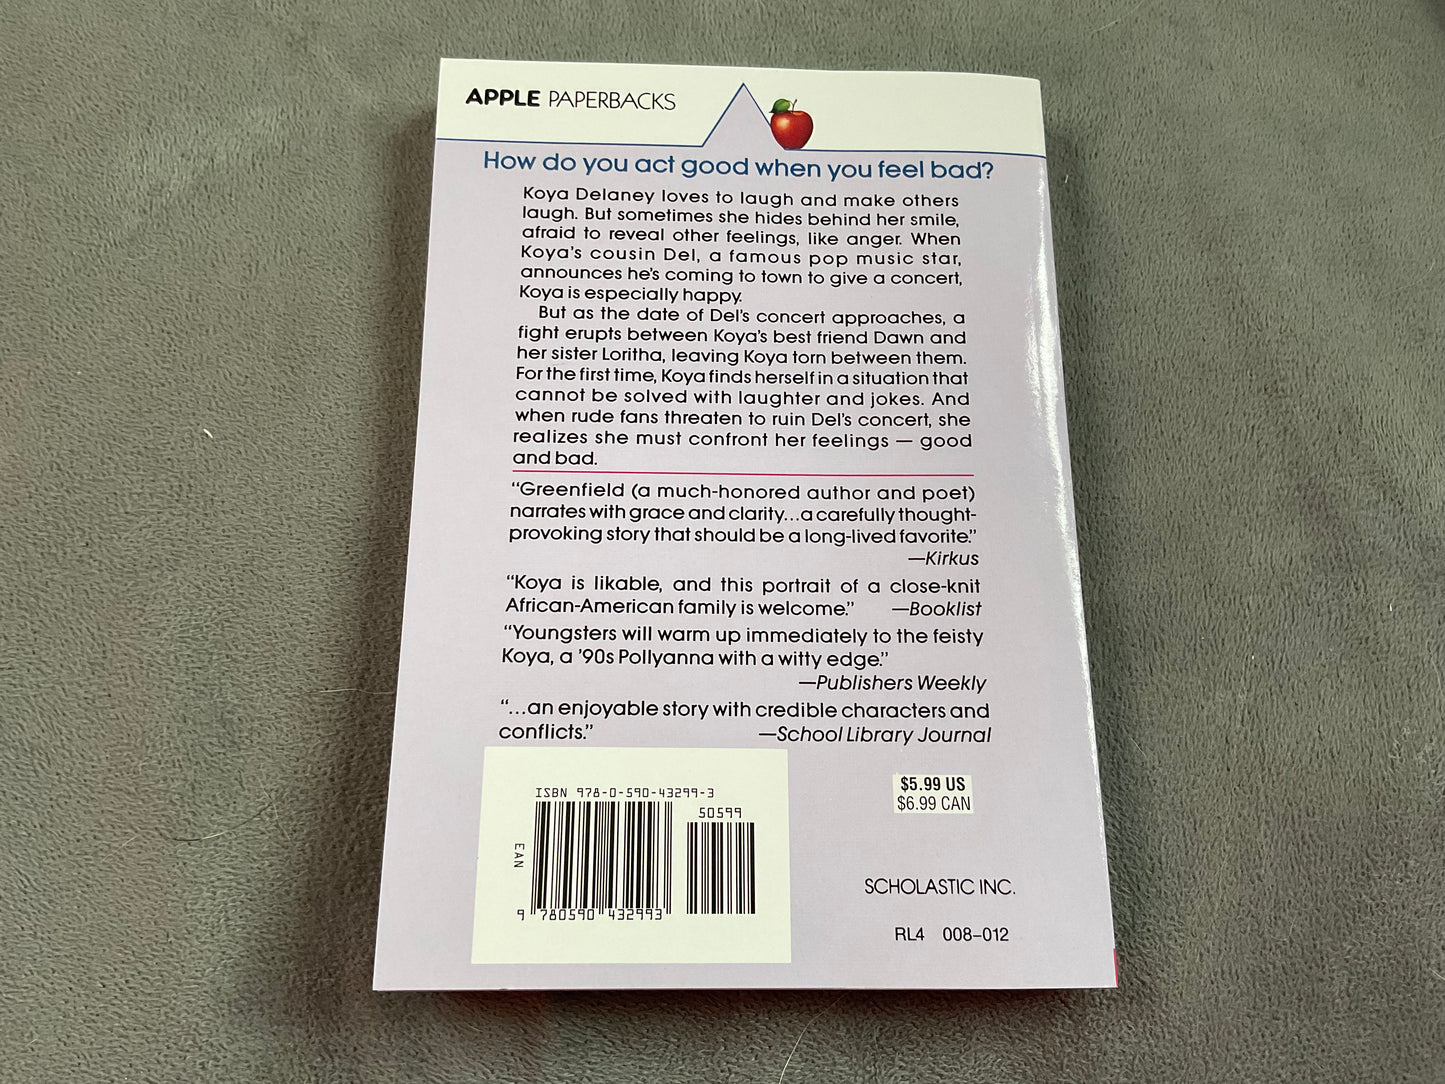 APPLE PAPERBACKS
How do you act good when you feel bad?
Koya Delaney loves to laugh and make others
laugh. But sometimes she hides behind her smile,
afraid to reveal other feelings, like anger. When
Koya's cousin Del, a famous pop music star,
announces he's coming to town to give a concert,
Koya is especially happy.
But as the date of Del's concert approaches, a
fight erupts between Koya's best friend Dawn and
her sister Loritha, leaving Koya torn between them.
For the first time, Koya finds herself in a situation that
cannot be solved with laughter and jokes. And
when rude fans threaten to ruin Del's concert, she
realizes she must confront her feelings — good
and bad.
"Greenfield (a much-honored author and poet)
narrates with grace and clarity...a carefully thought-
provoking story that should be a long-lived favorite."
—Kirkus
"Koya is likable, and this portrait of a close-knit
African-American family is welcome." —Booklist
"Youngsters will warm up immediately to the feisty
Koya, a '90s Pollyanna with a witty edge."
—Publishers Weekly
"...an enjoyable story with credible characters and
conflicts." —School Library Journal
ISBN 978-0-590-43299-3
50599
EAN
9 780590 432993
$5.99 US
$6.99 CAN
SCHOLASTIC INC.
RL4 008-012